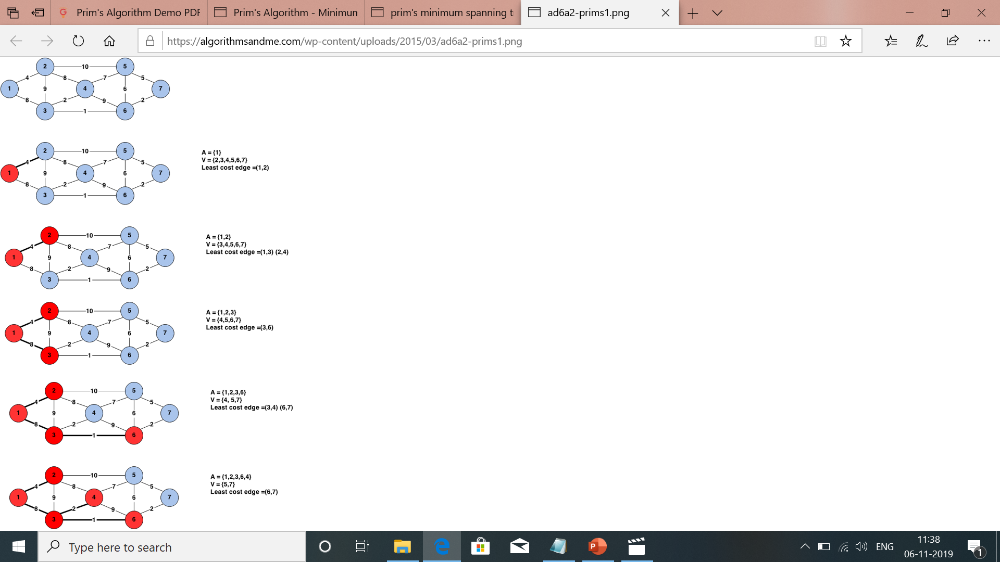 Prim's Algorithm Demo PDF
Prim's Algorithm - Minimun
prim's minimum spanning t
ad6a2-prims1.png
https://algorithmsandme.com/wp-content/uploads/2015/03/ad6a2-prims1.png
2 10 5
4 8 7 5
1 9 4 6 7
8 2 9 2
3 1 6
2 10 5
4 8 7 5
1 9 4 6 7
8 2 9 2
3 1 6
A = {1}
V = {2,3,4,5,6,7}
Least cost edge =(1,2)
2 10 5
4 8 7 5
1 9 4 6 7
8 2 9 2
3 1 6
A = {1,2}
V = {3,4,5,6,7}
Least cost edge =(1,3) (2,4)
2 10 5
4 8 7 5
1 9 4 6 7
8 2 9 2
3 1 6
A = {1,2,3}
V = {4,5,6,7}
Least cost edge =(3,6)
2 10 5
4 8 7 5
1 9 4 6 7
8 2 9 2
3 1 6
A = {1,2,3,6}
V = {4, 5,7}
Least cost edge =(3,4) (6,7)
2 10 5
4 8 7 5
1 9 4 6 7
8 2 9 2
3 1 6
A = {1,2,3,6,4}
V = {5,7}
Least cost edge =(6,7)
Type here to search
P
ENG
11:38
06-11-2019
1